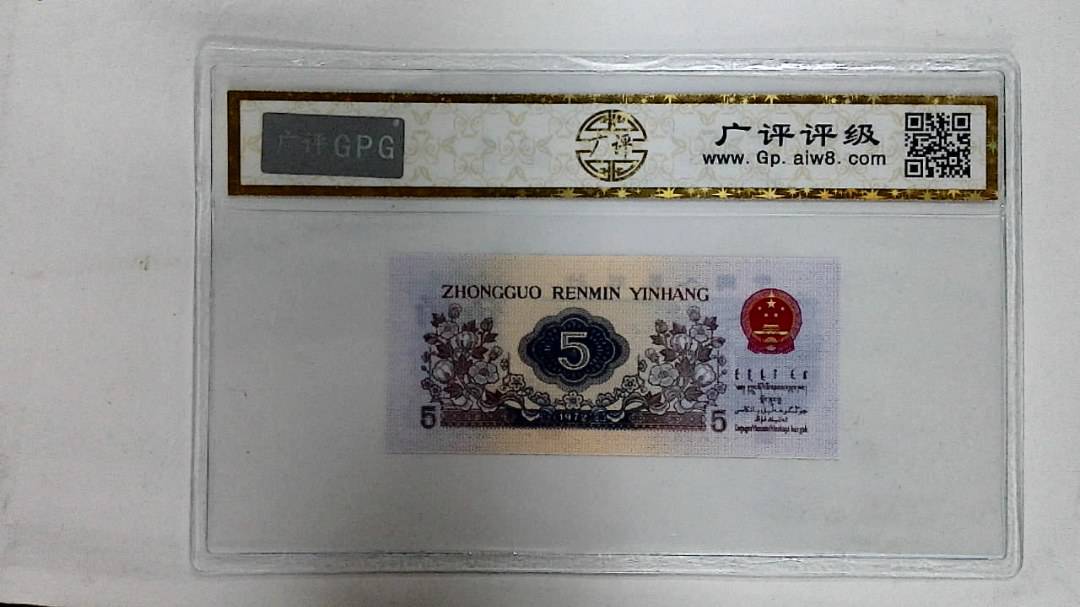 广评GPG
广评
广评评级
www.Gp.aiw8.com
ZHONGGUO RENMIN YINHANG
5
1972
5
5